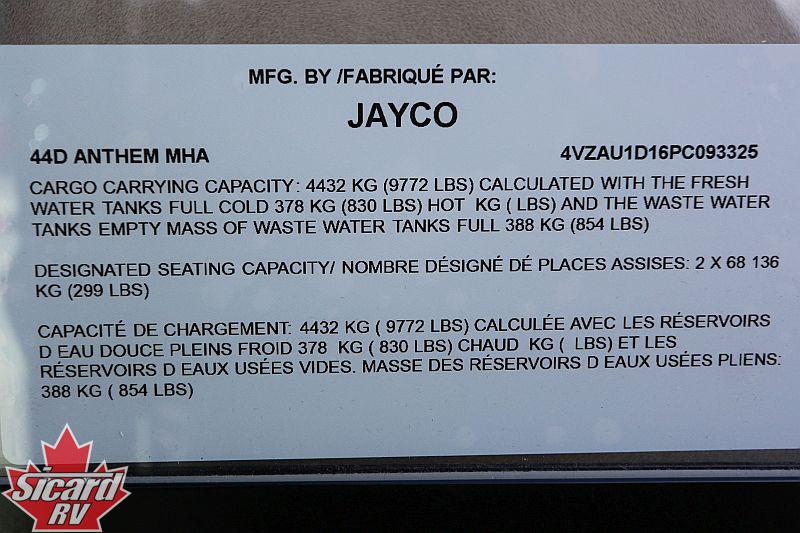 MFG. BY /FABRIQUÉ PAR:
JAYCO
44D ANTHEM MHA 4VZAU1D16PC093325
CARGO CARRYING CAPACITY: 4432 KG (9772 LBS) CALCULATED WITH THE FRESH
WATER TANKS FULL COLD 378 KG (830 LBS) HOT  KG ( LBS) AND THE WASTE WATER
TANKS EMPTY MASS OF WASTE WATER TANKS FULL 388 KG (854 LBS)
DESIGNATED SEATING CAPACITY/ NOMBRE DÉSIGNÉ DÉ PLACES ASSISES: 2 X 68 136
KG (299 LBS)
CAPACITÉ DE CHARGEMENT: 4432 KG ( 9772 LBS) CALCULÉE AVEC LES RÉSERVOIRS
D EAU DOUCE PLEINS FROID 378  KG ( 830 LBS) CHAUD  KG (  LBS) ET LES
RÉSERVOIRS D EAUX USÉES VIDES. MASSE DES RÉSERVOIRS D EAUX USÉES PLIENS:
388 KG ( 854 LBS)
Sicard
RV